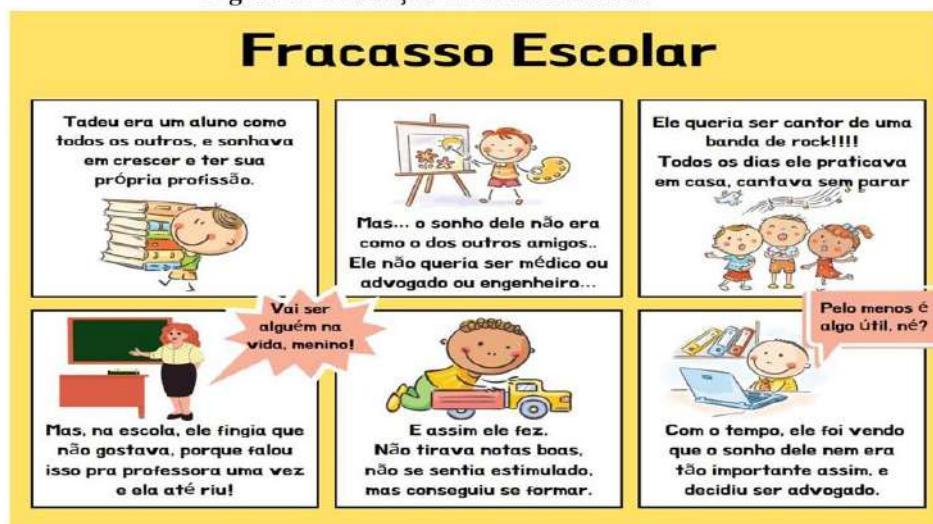 Fracasso Escolar
Tadeu era um aluno como
todos os outros, e sonhava
em crescer e ter sua
própria profissão.
Mas... o sonho dele não era
como o dos outros amigos..
Ele não queria ser médico ou
advogado ou engenheiro...
Ele queria ser cantor de uma
banda de rock!!!!
Todos os dias ele praticava
em casa, cantava sem parar
Vai ser
alguém na
vida, menino!
Mas, na escola, ele fingia que
não gostava, porque falou
isso pra professora uma vez
e ela até riu!
E assim ele fez.
Não tirava notas boas,
não se sentia estimulado,
mas conseguiu se formar.
Pelo menos é
algo útil, né?
Com o tempo, ele foi vendo
que o sonho dele nem era
tão importante assim, e
decidiu ser advogado.